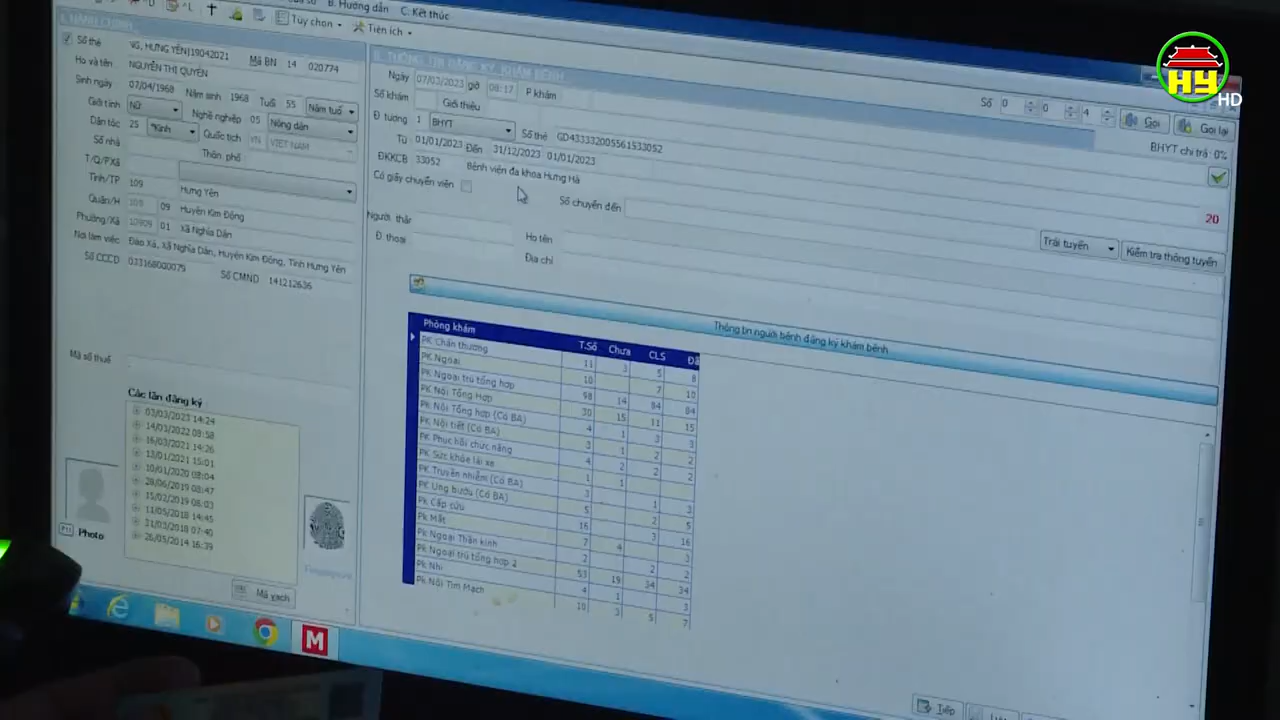 B. Hướng dẫn C. Kết thúc
Tùy chọn
Tiện ích
I. HÀNH CHÍNH
Số thẻ NG, HƯNG YÊN|19042021 Mã BN 14 020774
Họ và tên NGUYỄN THỊ QUYÊN
Sinh ngày 07/04/1968 Năm sinh 1968 Tuổi 55 Năm tuổi
Giới tính Nữ Nghề nghiệp 05 Nông dân
Dân tộc 25 *Kinh Quốc tịch VN VIET NAM
Số nhà Thôn phố
T/Q/PXã
Tỉnh/TP 109 Hưng Yên
Quận/H 109 09 Huyện Kim Động
Phường/Xã 10909 01 Xã Nghĩa Dân
Nơi làm việc Đào Xá, Xã Nghĩa Dân, Huyện Kim Động, Tỉnh Hưng Yên
Số CCCD 033168000079 Số CMND 141212636
Mã số thuế
Các lần đăng ký
03/03/2023 14:24
14/01/2022 08:58
16/03/2021 14:26
13/01/2021 15:01
10/01/2020 08:04
28/06/2019 08:47
15/02/2019 08:03
11/05/2018 14:45
31/03/2018 07:40
26/05/2014 16:39
Photo
Fingerprint
Mã vạch
Ngày 07/03/2023 giờ 08:17 P khám
Số khám Giới thiệu
Đ tượng 1 BHYT Số thẻ GD4333320055615 33052
Từ 01/01/2023 Đến 31/12/2023 01/01/2023
ĐKKCB 33052 Bệnh viện đa khoa Hưng Hà
Có giấy chuyển viện Số chuyển đến
Người thân Họ tên
Đ thoại Địa chỉ
Số 0 0 4 Gọi Gọi lại
BHYT chi trả: 0%
20
Trái tuyến Kiểm tra thông tuyến
Thông tin người bệnh đăng ký khám bệnh
Phòng khám T.Số Chưa CLS Đã
PK Chấn thương 11 3 5 8
PK Ngoại 10 7 10
PK Ngoại trú tổng hợp 98 14 84 84
PK Nội Tổng Hợp 30 15 11 15
PK Nội Tổng hợp (Có BA) 4 1 3 3
PK Nội tiết (Có BA) 3 1 2 2
PK Phục hồi chức năng 4 2 2 2
PK Sức khỏe lái xe 1 1
PK Truyền nhiễm (Có BA) 3 1 3
PK Ung bướu (Có BA) 5 2 5
PK Cấp cứu 16 3 16
PK Mắt 7 4
PK Ngoại Thần kinh 2 2 2
PK Ngoại trú tổng hợp 2 53 19 34 34
PK Nhi 4 1 3
PK Nội Tim Mạch 10 3 5 7
Tiếp
HY HD